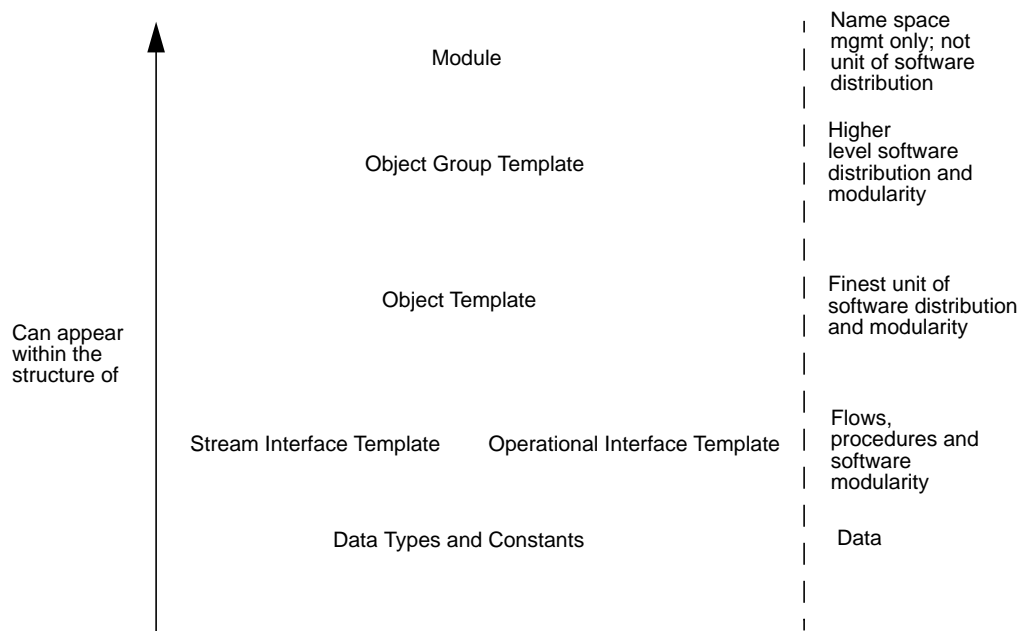 Name space
mgmt only; not
unit of software
distribution
Module
Higher
level software
distribution and
modularity
Object Group Template
Finest unit of
software distribution
and modularity
Object Template
Can appear
within the
structure of
Flows,
procedures and
software
modularity
Stream Interface Template
Operational Interface Template
Data Types and Constants
Data